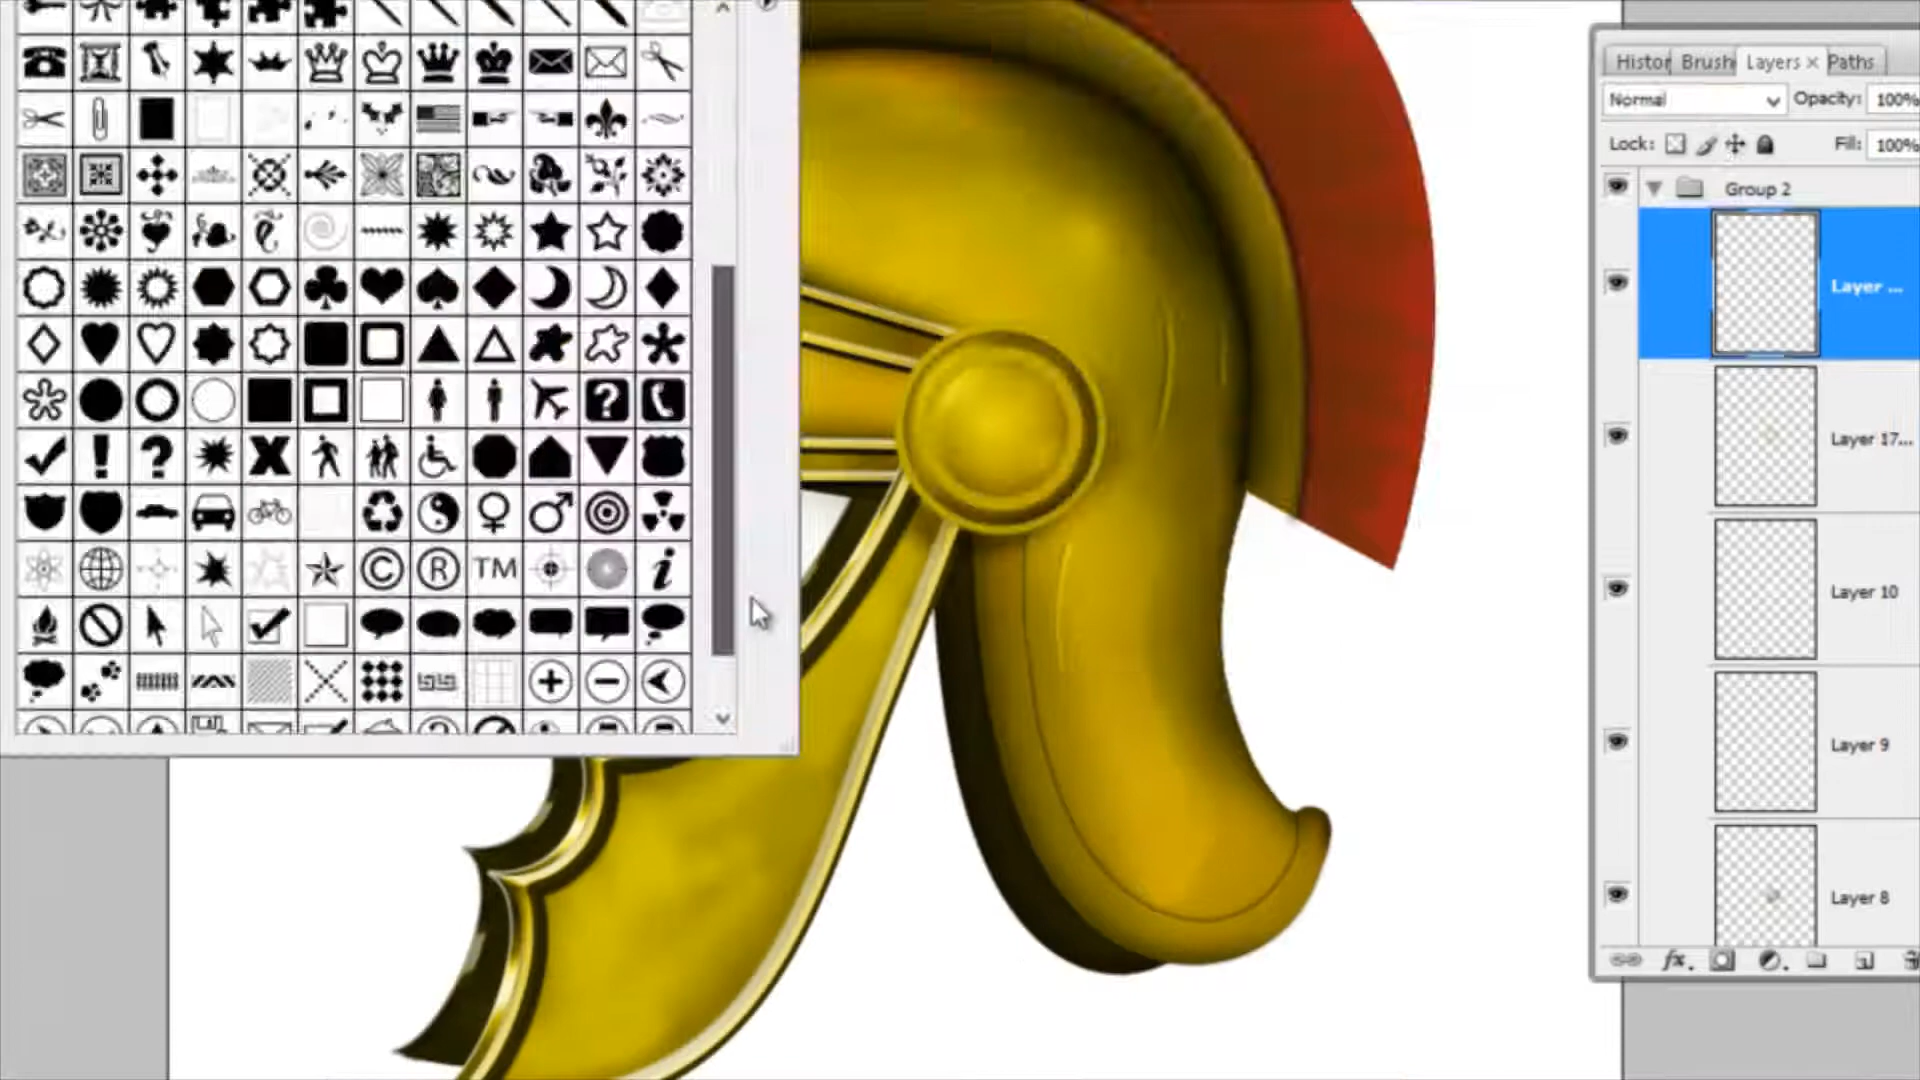 Histor Brush Layers × Paths
Normal Opacity: 100%
Lock: Fill: 100%
Group 2
Layer ...
Layer 17...
Layer 10
Layer 9
Layer 8
fx.
© ® TM i